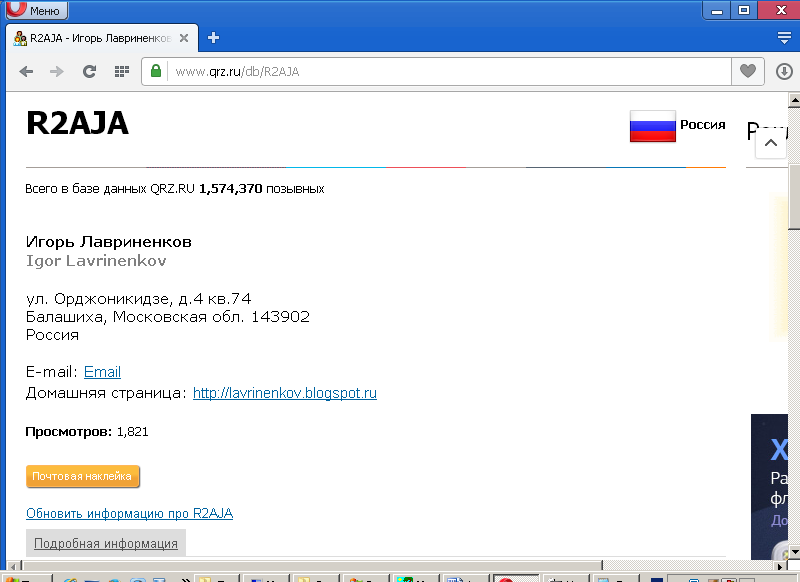 Меню
R2AJA - Игорь Лавриненков
www.qrz.ru/db/R2AJA
R2AJA
Россия
Всего в базе данных QRZ.RU 1,574,370 позывных
Игорь Лавриненков
Igor Lavrinenkov
ул. Орджоникидзе, д.4 кв.74
Балашиха, Московская обл. 143902
Россия
E-mail: Email
Домашняя страница: http://lavrinenkov.blogspot.ru
Просмотров: 1,821
Почтовая наклейка
Обновить информацию про R2AJA
Подробная информация